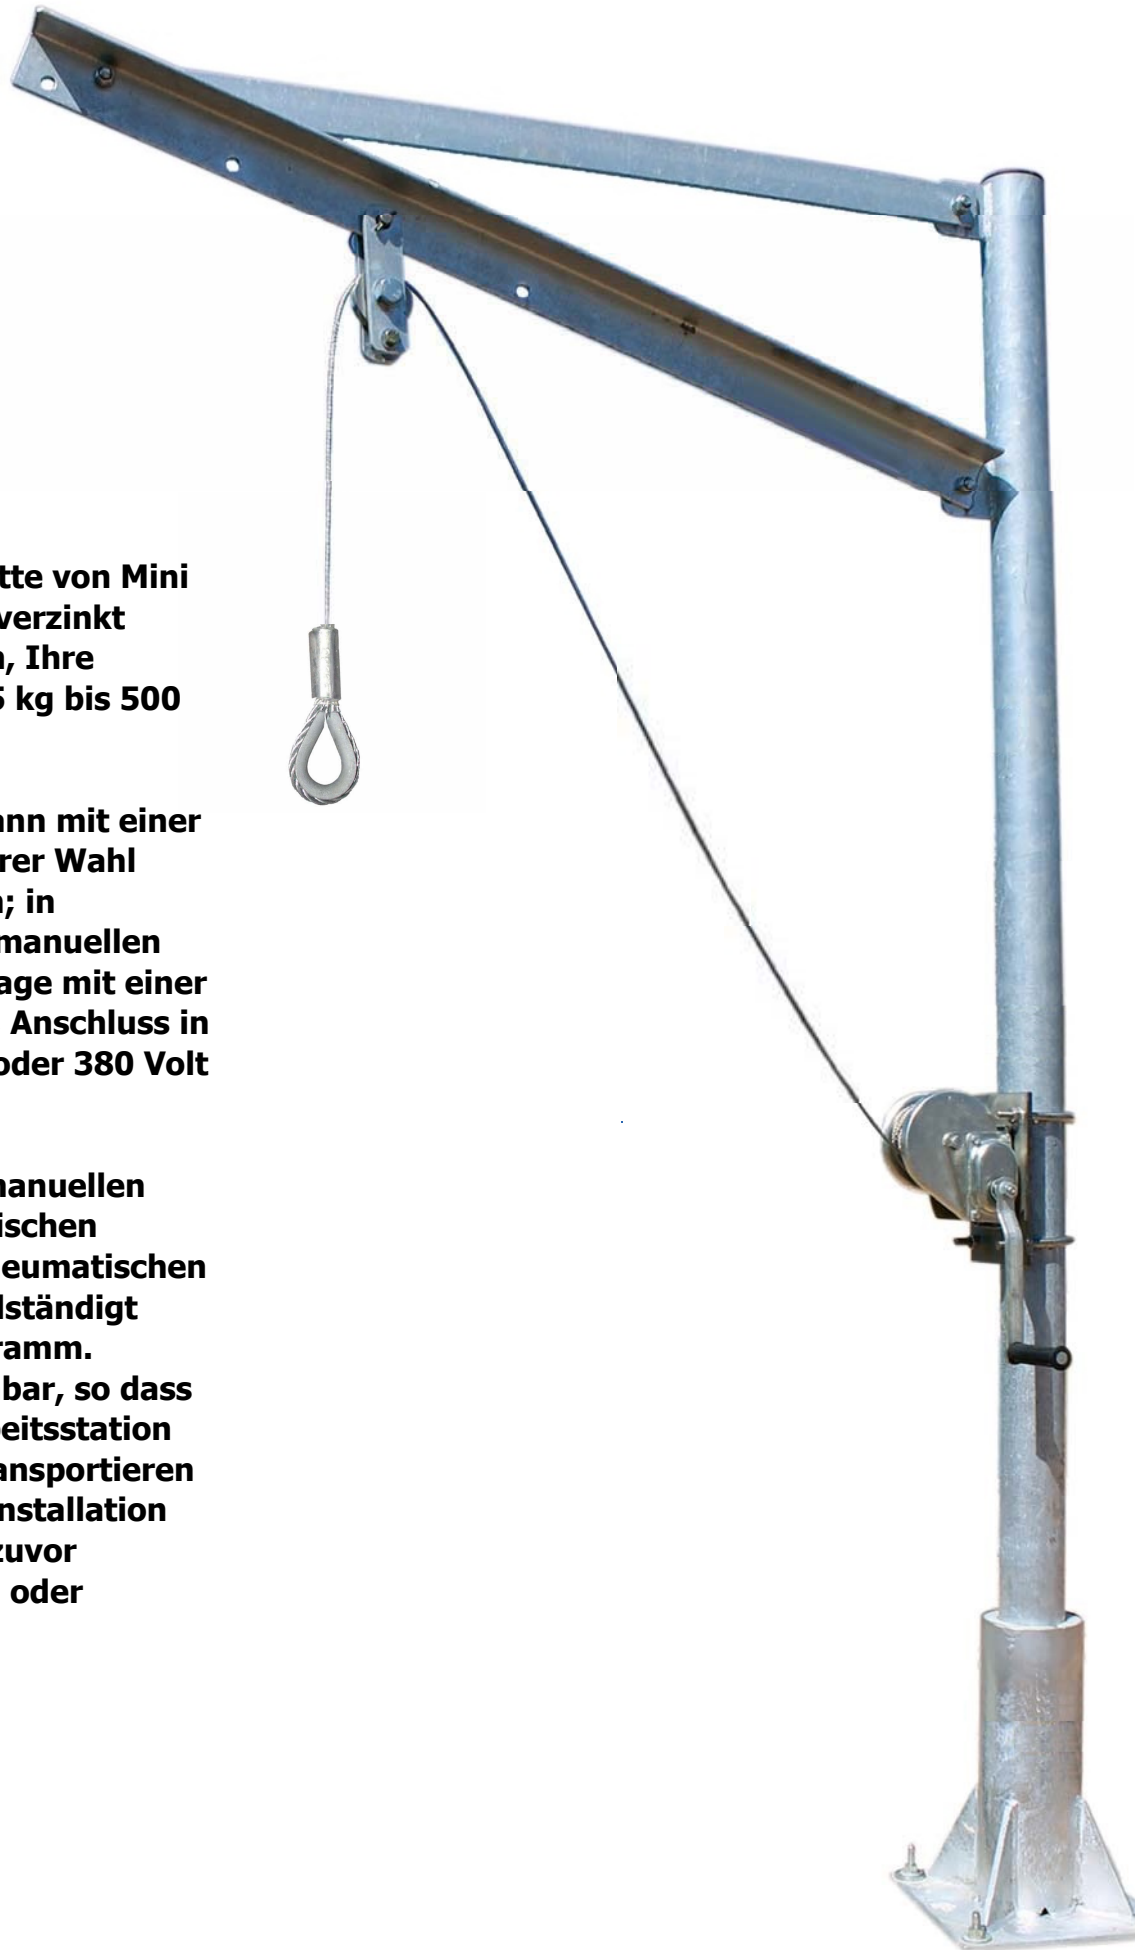 tte von Mini
verzinkt
, Ihre
5 kg bis 500
ann mit einer
rer Wahl
; in
manuellen
age mit einer
Anschluss in
oder 380 Volt
manuellen
ischen
eumatischen
lständigt
ramm.
bar, so dass
eitsstation
ansportieren
nstallation
zuvor
oder